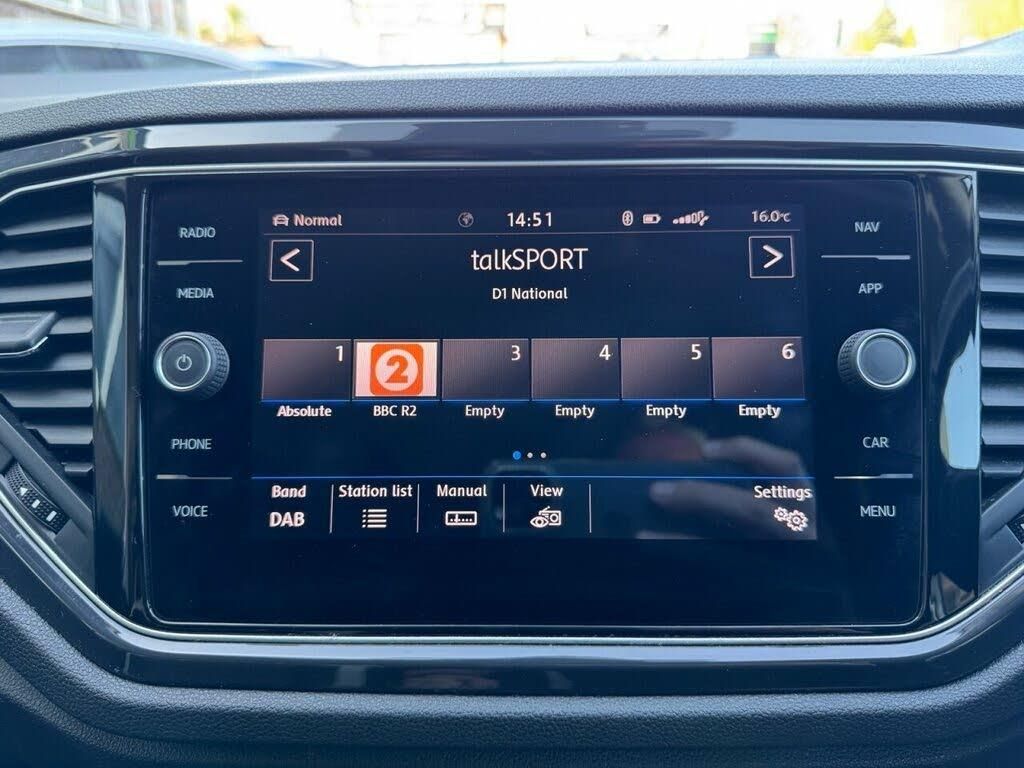 RADIO
MEDIA
PHONE
VOICE
Normal 14:51 16.0°C
< talkSPORT >
D1 National
1 2 3 4 5 6
Absolute BBC R2 Empty Empty Empty Empty
Band Station list Manual View Settings
DAB
NAV
APP
CAR
MENU